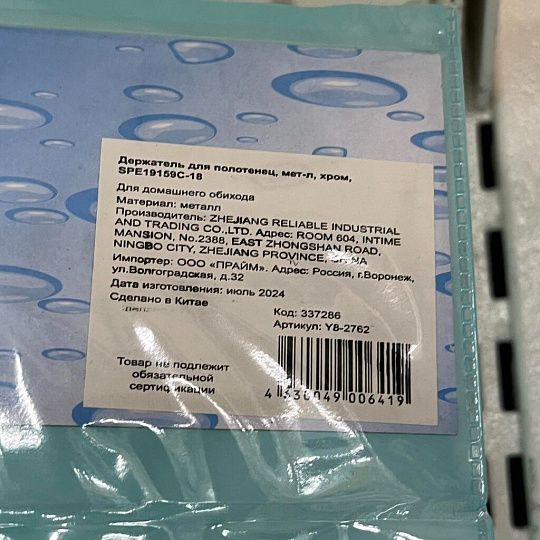 Держатель для полотенец, мет-л, хром,
SPE19159C-18
Для домашнего обихода
Материал: металл
Производитель: ZHEJIANG RELIABLE INDUSTRIAL
AND TRADING CO.,LTD. Адрес: ROOM 604, INTIME
MANSION, No.2388, EAST ZHONGSHAN ROAD,
NINGBO CITY, ZHEJIANG PROVINCE,
Импортер: ООО «ПРАЙМ». Адрес: Россия, г.Воронеж,
ул.Волгоградская, д.32
Дата изготовления: июль 2024
Сделано в Китае
Код: 337286
Артикул: Y8-2762
Товар не подлежит
обязательной
сертификации
006419